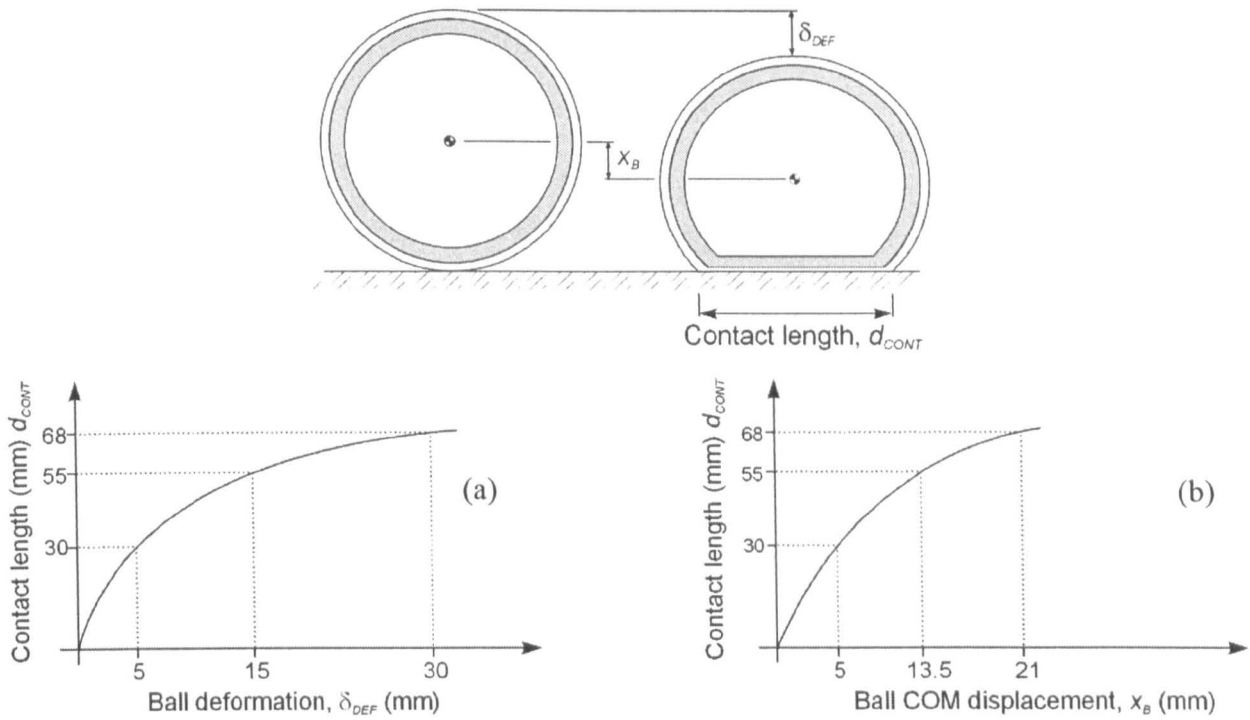 δDEF
XB
Contact length, dCONT
Contact length (mm) dCONT
68
55
30
5
15
30
Ball deformation, δDEF (mm)
(a)
Contact length (mm) dCONT
68
55
30
5
13.5
21
Ball COM displacement, xB (mm)
(b)